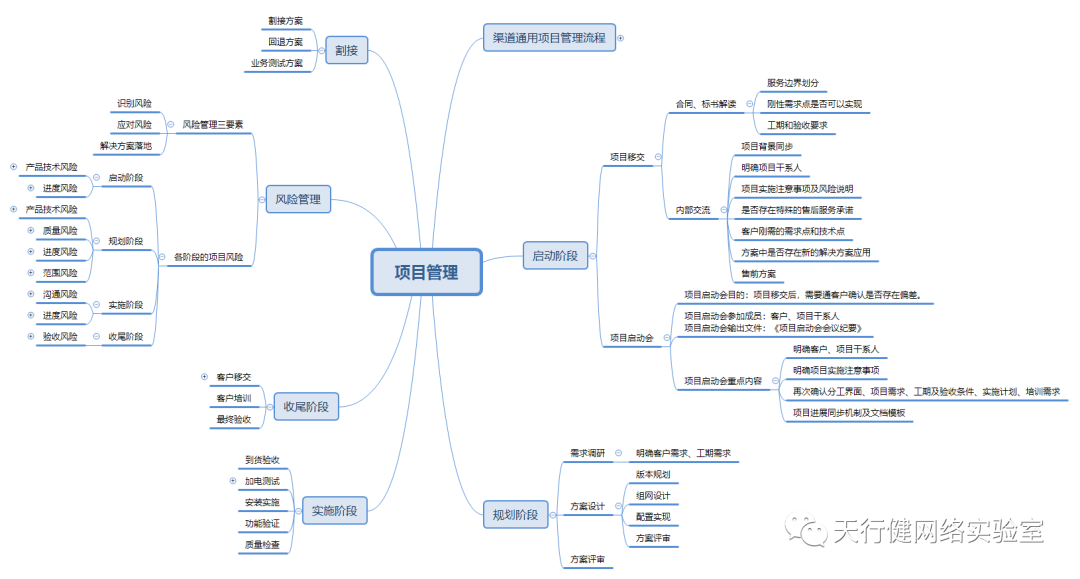 项目管理
渠道通用项目管理流程
启动阶段
项目移交
合同、标书解读
服务边界划分
刚性需求点是否可以实现
工期和验收要求
内部交流
项目背景同步
明确项目干系人
项目实施注意事项及风险说明
是否存在特殊的售后服务承诺
客户刚需的需求点和技术点
方案中是否存在新的解决方案应用
售前方案
项目启动会
项目启动会目的：项目移交后，需要通客户确认是否存在偏差。
项目启动会参加成员：客户、项目干系人
项目启动会输出文件：《项目启动会会议纪要》
项目启动会重点内容
明确客户、项目干系人
明确项目实施注意事项
再次确认分工界面、项目需求、工期及验收条件、实施计划、培训需求
项目进展同步机制及文档模板
规划阶段
需求调研
明确客户需求、工期需求
方案设计
版本规划
组网设计
配置实现
方案评审
方案评审
割接
割接方案
回退方案
业务测试方案
风险管理
风险管理三要素
识别风险
应对风险
解决方案落地
各阶段的项目风险
启动阶段
产品技术风险
进度风险
规划阶段
产品技术风险
质量风险
进度风险
范围风险
实施阶段
沟通风险
进度风险
收尾阶段
验收风险
收尾阶段
客户移交
客户培训
最终验收
实施阶段
到货验收
加电测试
安装实施
功能验证
质量检查
天行健网络实验室